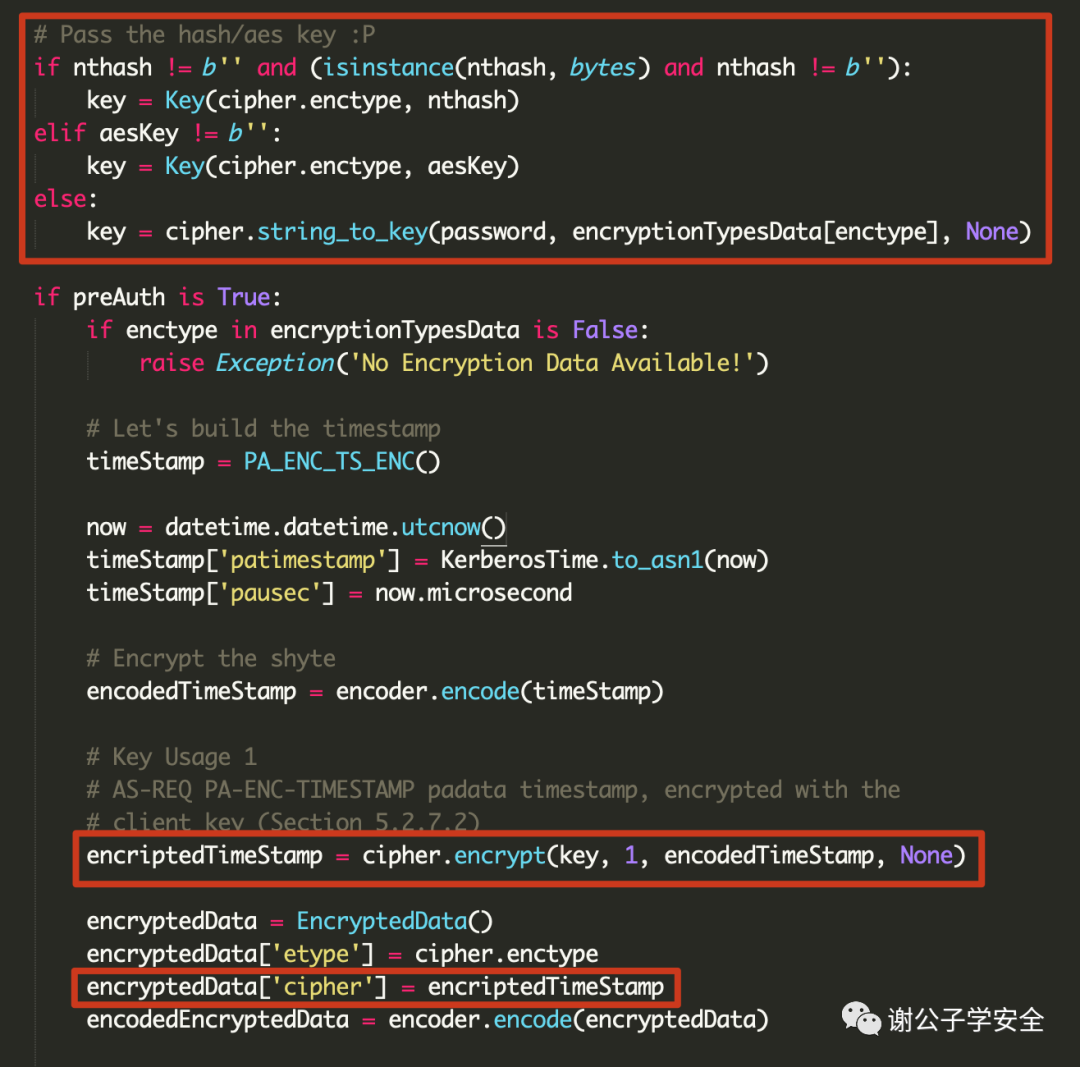 # Pass the hash/aes key :P
if nthash != b'' and (isinstance(nthash, bytes) and nthash != b''):
    key = Key(cipher.enctype, nthash)
elif aesKey != b'':
    key = Key(cipher.enctype, aesKey)
else:
    key = cipher.string_to_key(password, encryptionTypesData[enctype], None)
if preAuth is True:
    if enctype in encryptionTypesData is False:
        raise Exception('No Encryption Data Available!')
    # Let's build the timestamp
    timeStamp = PA_ENC_TS_ENC()
    now = datetime.datetime.utcnow()
    timeStamp['patimestamp'] = KerberosTime.to_asn1(now)
    timeStamp['pausec'] = now.microsecond
    # Encrypt the shyte
    encodedTimeStamp = encoder.encode(timeStamp)
    # Key Usage 1
    # AS-REQ PA-ENC-TIMESTAMP padata timestamp, encrypted with the
    # client key (Section 5.2.7.2)
    encriptedTimeStamp = cipher.encrypt(key, 1, encodedTimeStamp, None)
    encryptedData = EncryptedData()
    encryptedData['etype'] = cipher.enctype
    encryptedData['cipher'] = encriptedTimeStamp
    encodedEncryptedData = encoder.encode(encryptedData)
谢公子学安全